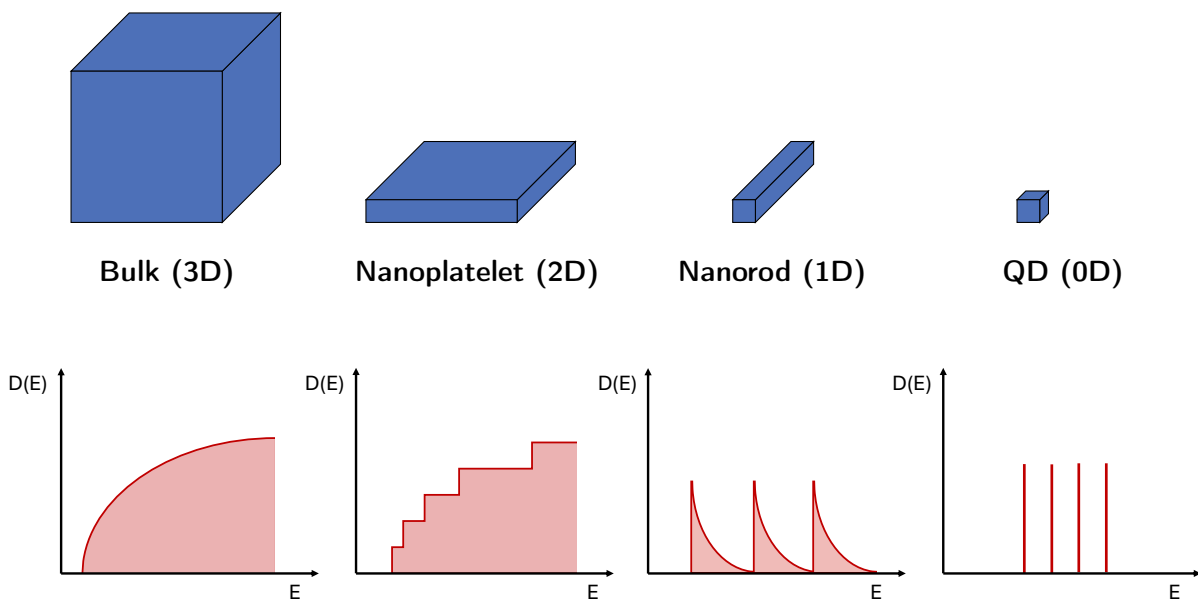 Bulk (3D)
Nanoplatelet (2D)
Nanorod (1D)
QD (0D)
D(E)
E
D(E)
E
D(E)
E
D(E)
E